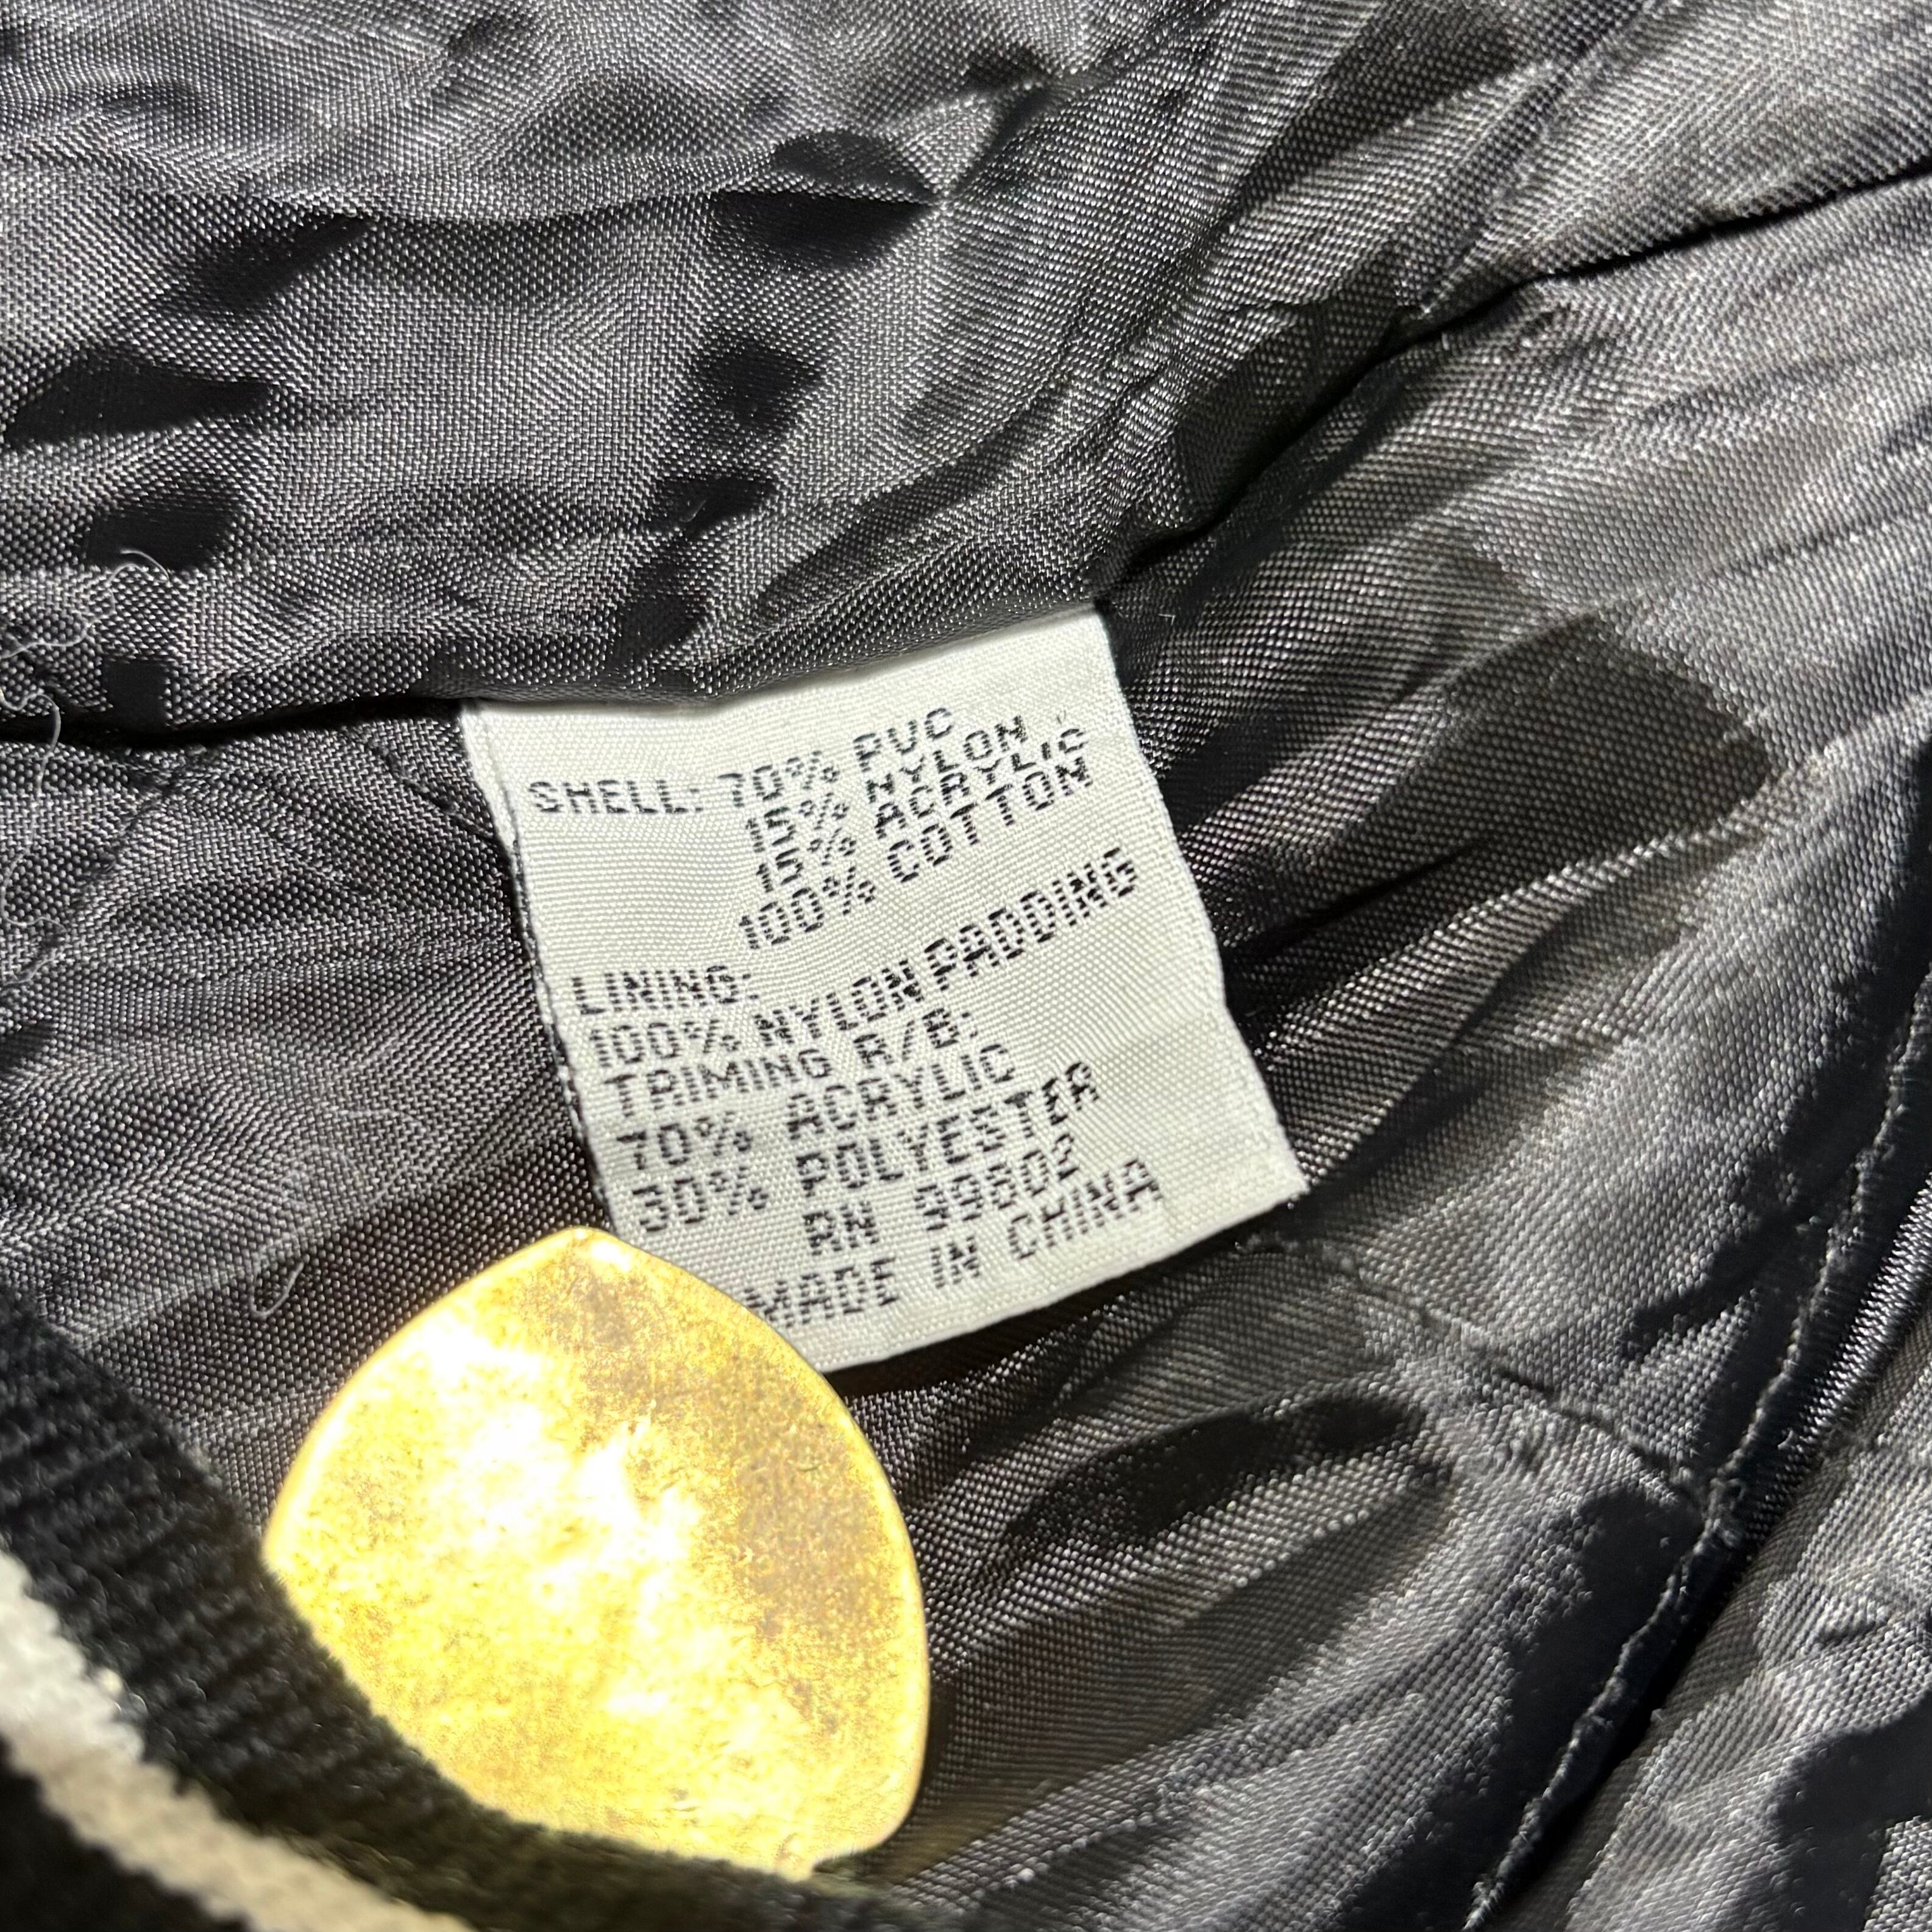 SHELL: 70% PVC
15% NYLON
15% ACRYLIC
100% COTTON
LINING:
100% NYLON PADDING
TRIMING R/B:
70% ACRYLIC
30% POLYESTER
RN 99602
MADE IN CHINA